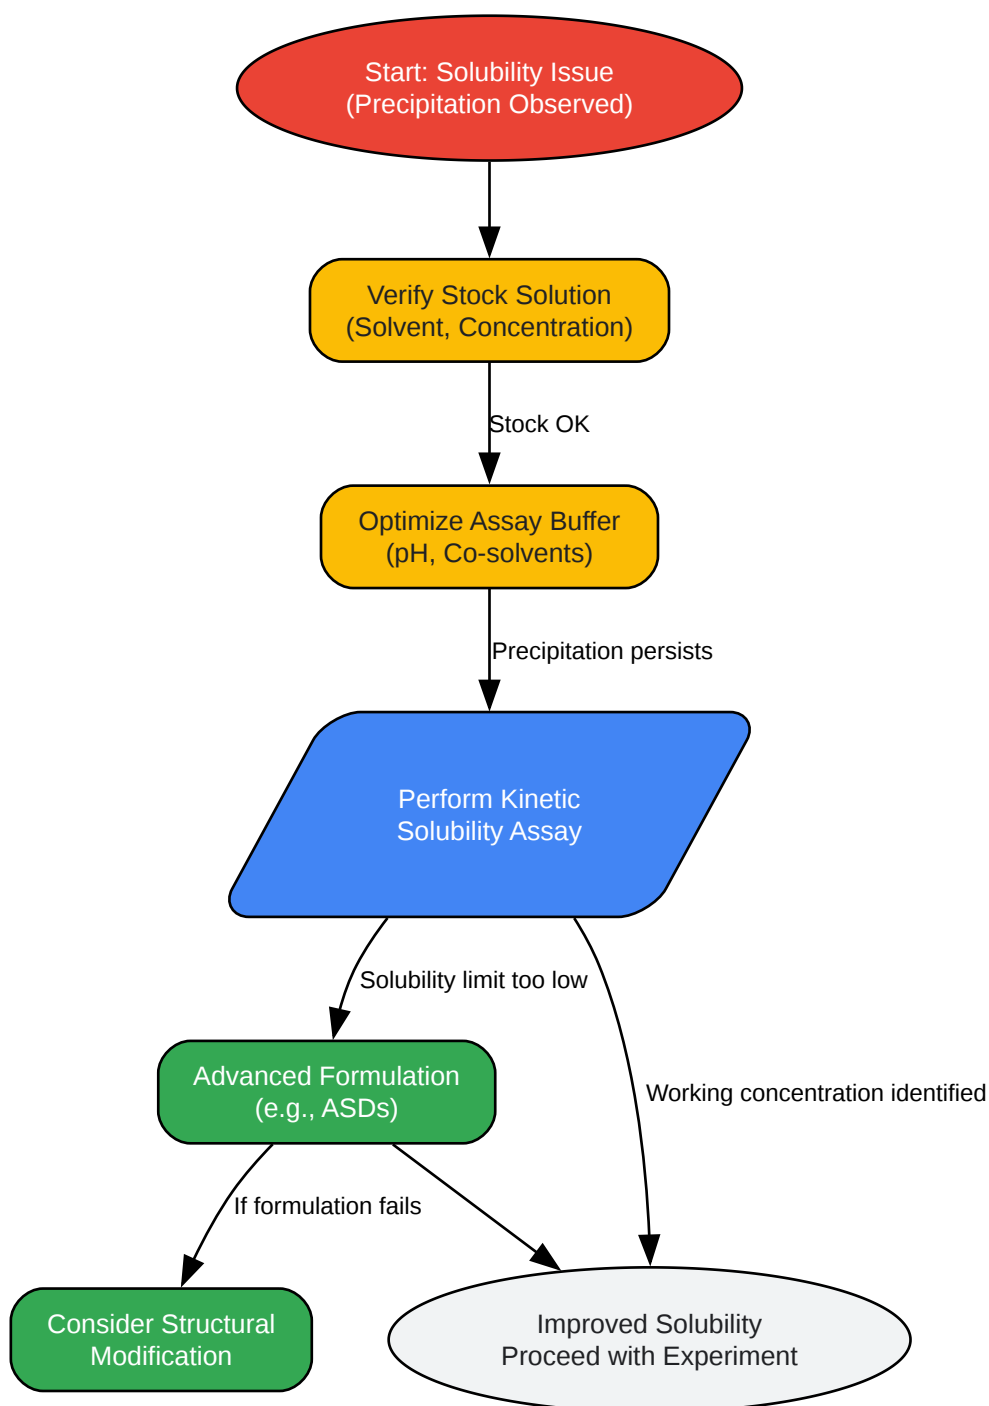 Start: Solubility Issue
(Precipitation Observed)
Verify Stock Solution
(Solvent, Concentration)
Stock OK
Optimize Assay Buffer
(pH, Co-solvents)
Precipitation persists
Perform Kinetic
Solubility Assay
Solubility limit too low
Advanced Formulation
(e.g., ASDs)
Working concentration identified
If formulation fails
Consider Structural
Modification
Improved Solubility
Proceed with Experiment